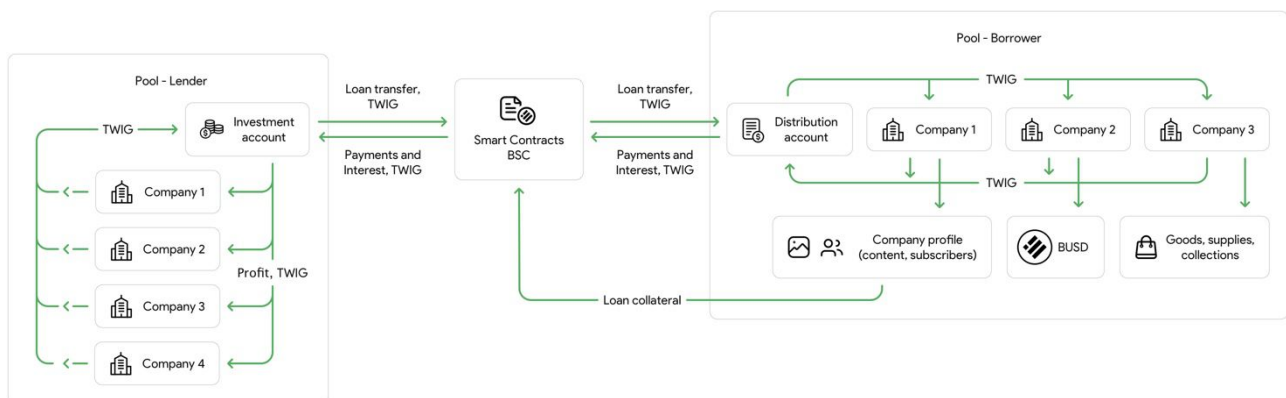 Pool - Borrower
Pool - Lender
TWIG
Investment
account
Company 1
Company 2
Profit, TWIG
Company 3
Company 4
Loan transfer,
TWIG
Payments and
Interest, TWIG
Smart Contracts
BSC
Loan transfer,
TWIG
Payments and
Interest, TWIG
Loan collateral
TWIG
Distribution
account
Company 1
Company 2
Company 3
TWIG
Company profile
(content, subscribers)
BUSD
Goods, supplies,
collections